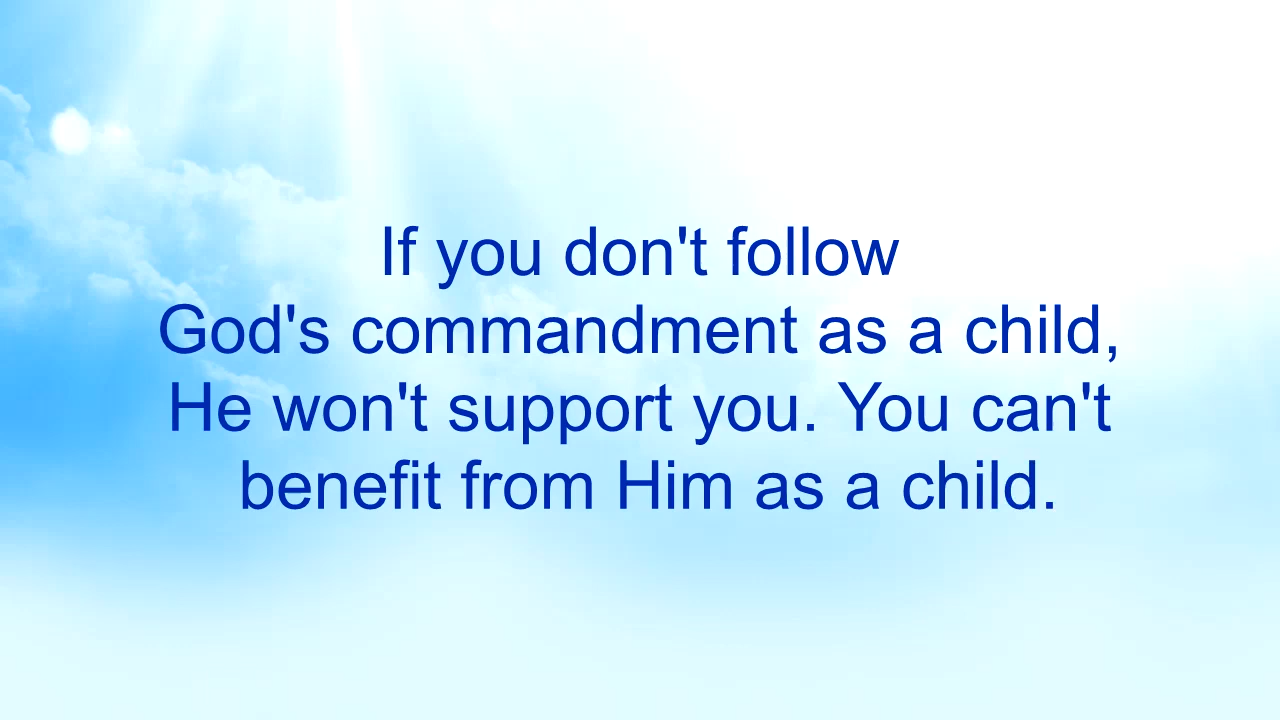 If you don't follow
God's commandment as a child,
He won't support you. You can't
benefit from Him as a child.